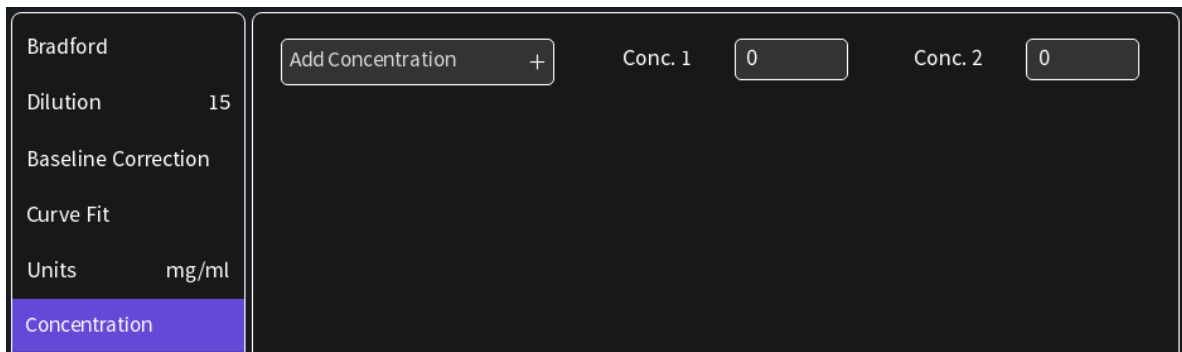 Bradford
Dilution 15
Baseline Correction
Curve Fit
Units mg/ml
Concentration
Add Concentration + Conc. 1 0 Conc. 2 0